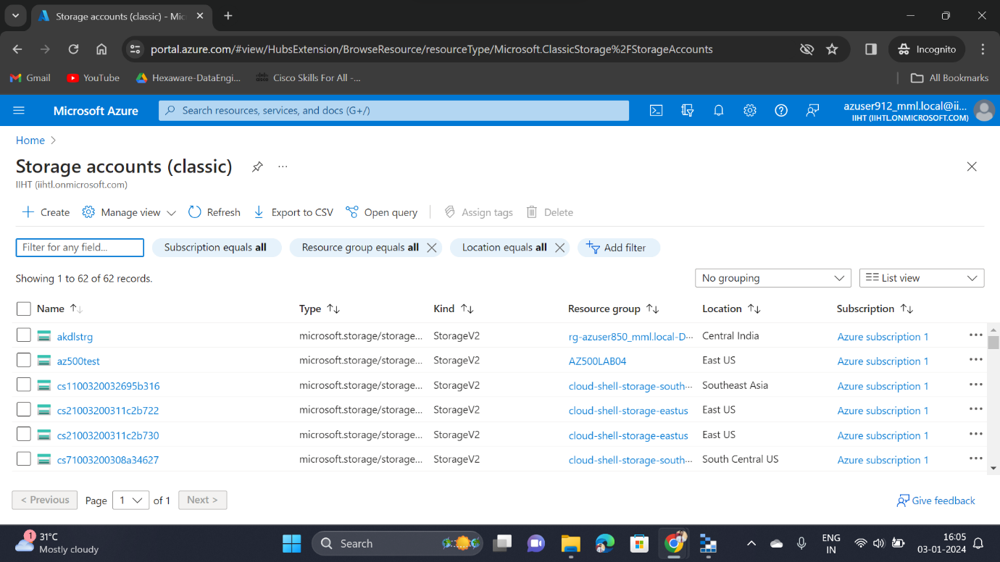 Storage accounts (classic) - Mic
portal.azure.com/#view/HubsExtension/BrowseResource/resourceType/Microsoft.ClassicStorage%2FStorageAccounts
Incognito
Gmail
YouTube
Hexaware-DataEngi...
Cisco Skills For All -...
All Bookmarks
Microsoft Azure
Search resources, services, and docs (G+/)
azuser912_mml.local@ii...
IIHT (IIHTL.ONMICROSOFT.COM)
Home >
Storage accounts (classic)
IIHT (iihtl.onmicrosoft.com)
Create
Manage view
Refresh
Export to CSV
Open query
Assign tags
Delete
Filter for any field...
Subscription equals all
Resource group equals all
Location equals all
Add filter
Showing 1 to 62 of 62 records.
No grouping
List view
Name Type Kind Resource group Location Subscription
akdlstrg microsoft.storage/storage... StorageV2 rg-azuser850_mml.local-D... Central India Azure subscription 1
az500test microsoft.storage/storage... StorageV2 AZ500LAB04 East US Azure subscription 1
cs1100320032695b316 microsoft.storage/storage... StorageV2 cloud-shell-storage-south... Southeast Asia Azure subscription 1
cs21003200311c2b722 microsoft.storage/storage... StorageV2 cloud-shell-storage-eastus East US Azure subscription 1
cs21003200311c2b730 microsoft.storage/storage... StorageV2 cloud-shell-storage-eastus East US Azure subscription 1
cs71003200308a34627 microsoft.storage/storage... StorageV2 cloud-shell-storage-south... South Central US Azure subscription 1
< Previous Page 1 of 1 Next >
Give feedback
1
31°C
Mostly cloudy
Search
ENG
IN
16:05
03-01-2024